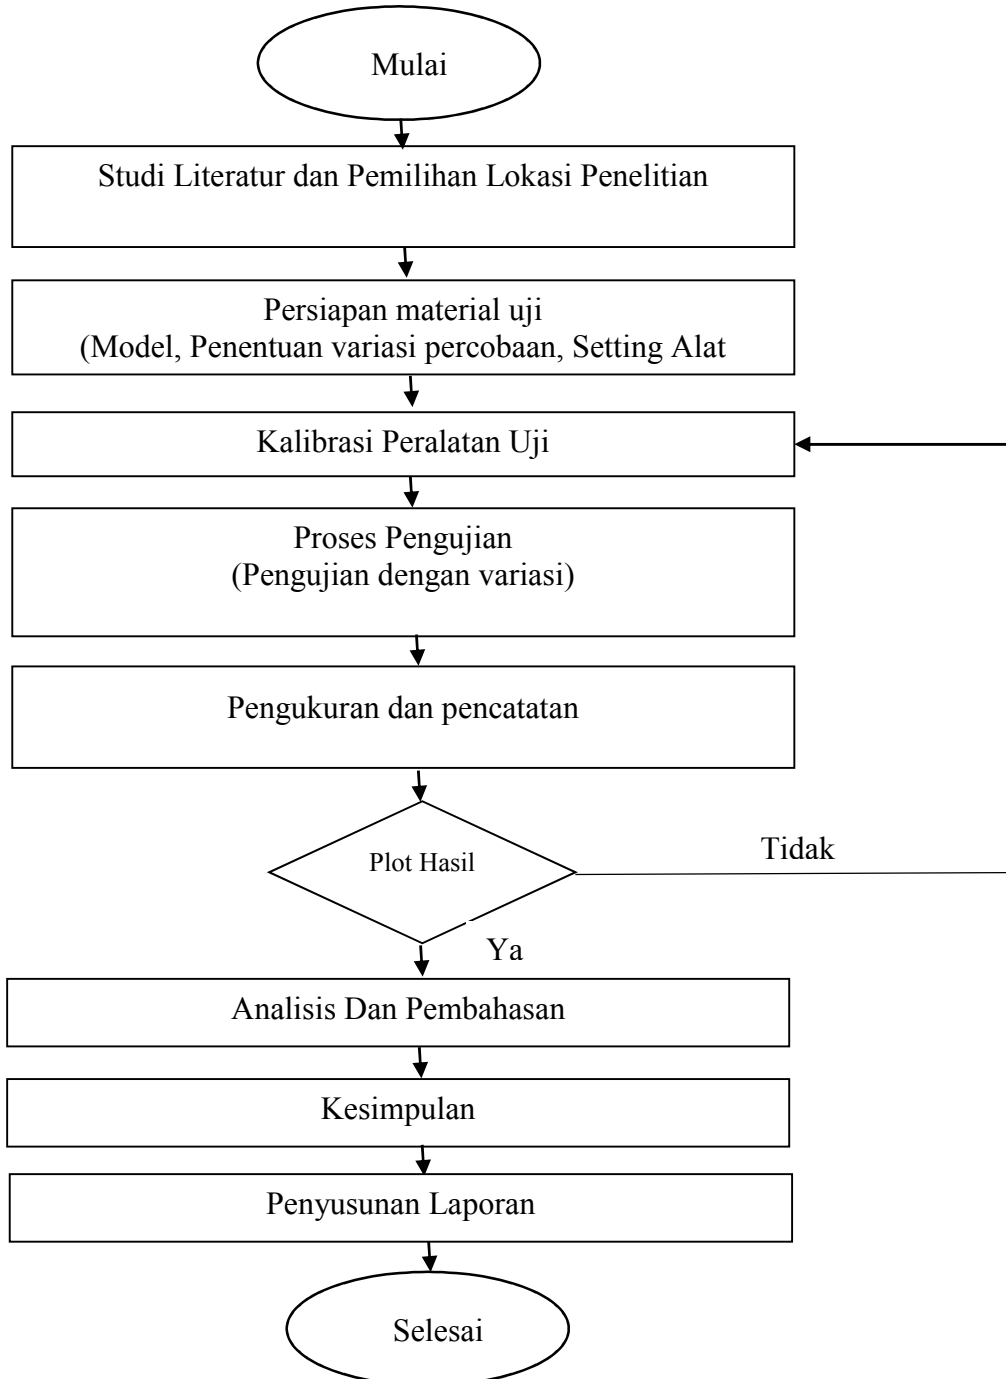 Mulai
Studi Literatur dan Pemilihan Lokasi Penelitian
Persiapan material uji
(Model, Penentuan variasi percobaan, Setting Alat
Kalibrasi Peralatan Uji
Proses Pengujian
(Pengujian dengan variasi)
Pengukuran dan pencatatan
Plot Hasil
Tidak
Ya
Analisis Dan Pembahasan
Kesimpulan
Penyusunan Laporan
Selesai